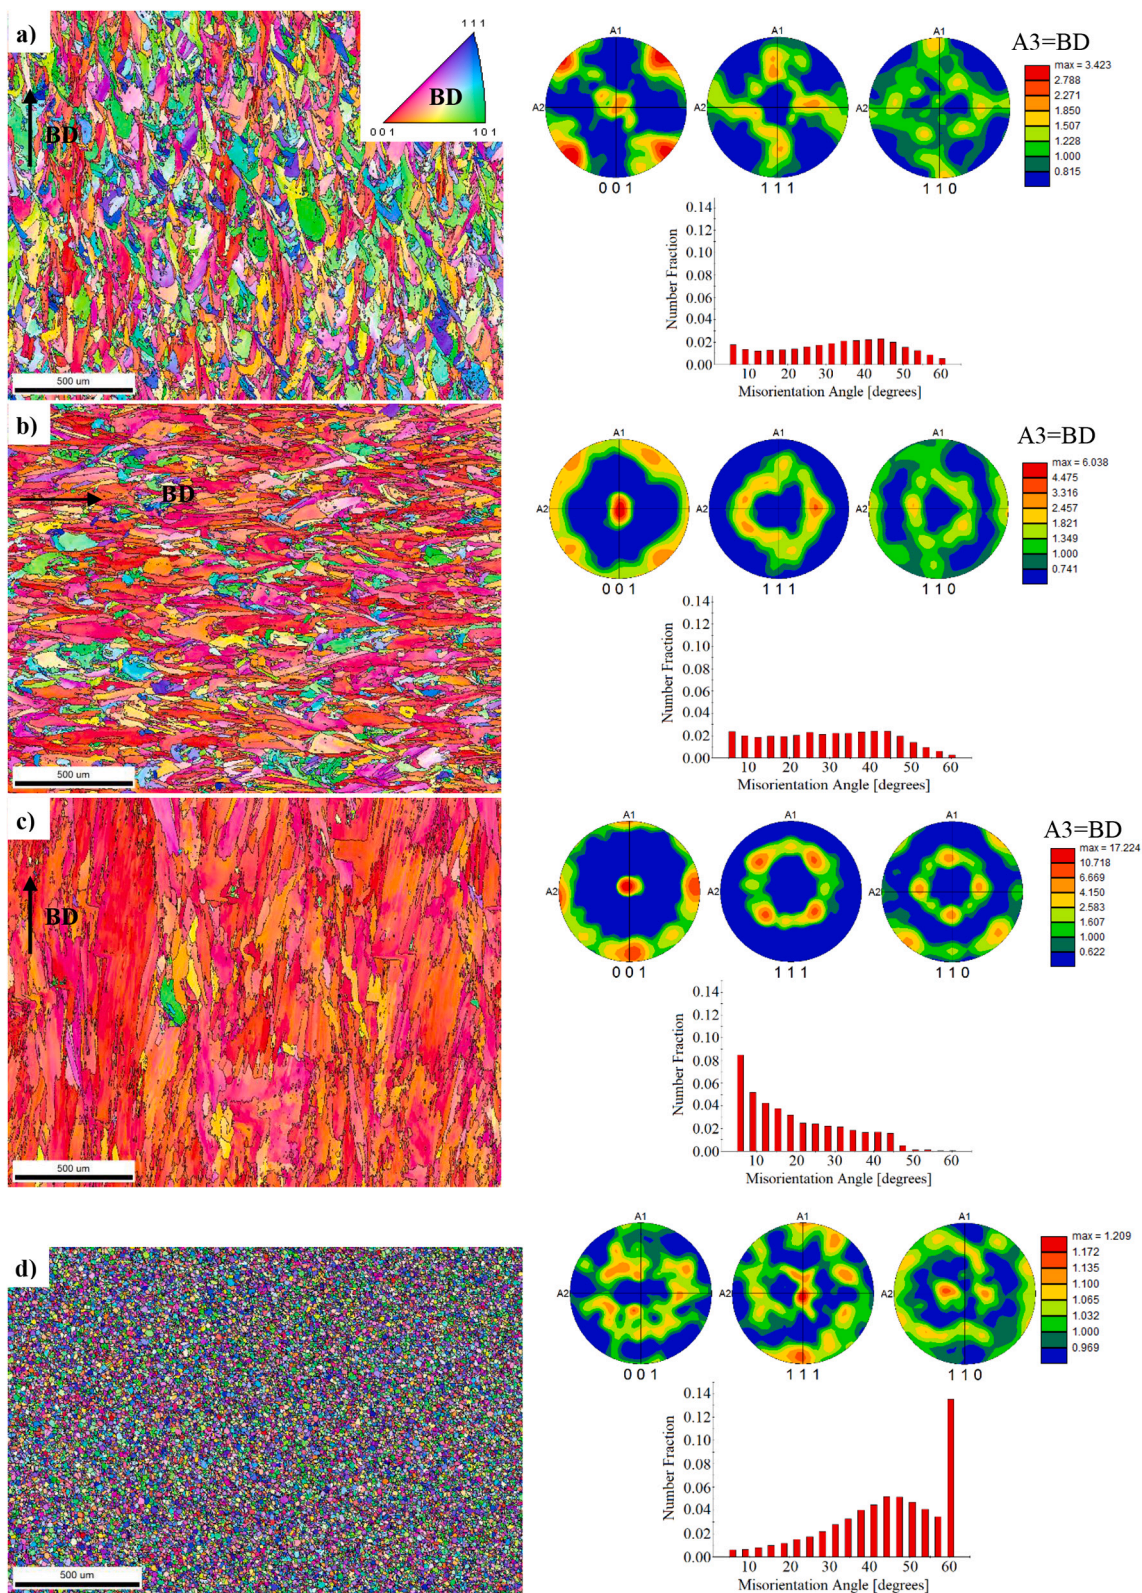 a)
BD
1 1 1
BD
0 0 1
1 0 1
500 um
A1
A2
0 0 1
A1
1 1 1
A1
1 1 0
A3=BD
max = 3.423
2.788
2.271
1.850
1.507
1.228
1.000
0.815
Number Fraction
0.14
0.12
0.10
0.08
0.06
0.04
0.02
0.00
10 20 30 40 50 60
Misorientation Angle [degrees]
b)
BD
500 um
A1
A2
0 0 1
A1
A2
1 1 1
A1
A2
1 1 0
A3=BD
max = 6.038
4.475
3.316
2.457
1.821
1.349
1.000
0.741
Number Fraction
0.14
0.12
0.10
0.08
0.06
0.04
0.02
0.00
10 20 30 40 50 60
Misorientation Angle [degrees]
c)
BD
500 um
A1
A2
0 0 1
A1
A2
1 1 1
A1
A2
1 1 0
A3=BD
max = 17.224
10.718
6.669
4.150
2.583
1.607
1.000
0.622
Number Fraction
0.14
0.12
0.10
0.08
0.06
0.04
0.02
0.00
10 20 30 40 50 60
Misorientation Angle [degrees]
d)
500 um
A1
A2
0 0 1
A1
A2
1 1 1
A1
A2
1 1 0
max = 1.209
1.172
1.135
1.100
1.065
1.032
1.000
0.969
Number Fraction
0.14
0.12
0.10
0.08
0.06
0.04
0.02
0.00
10 20 30 40 50 60
Misorientation Angle [degrees]